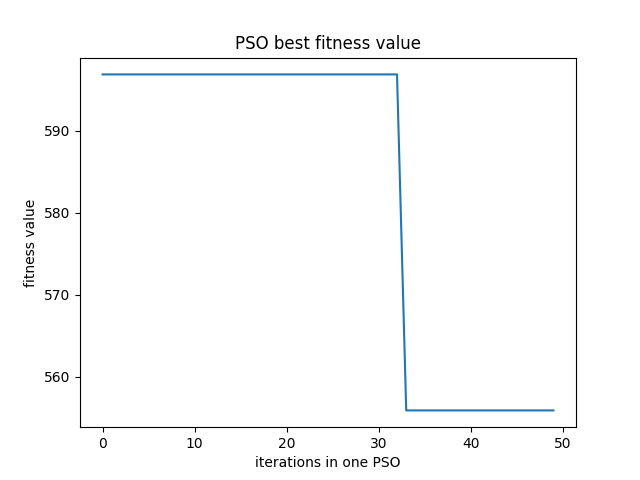 PSO best fitness value
590
580
570
560
fitness value
0 10 20 30 40 50
iterations in one PSO